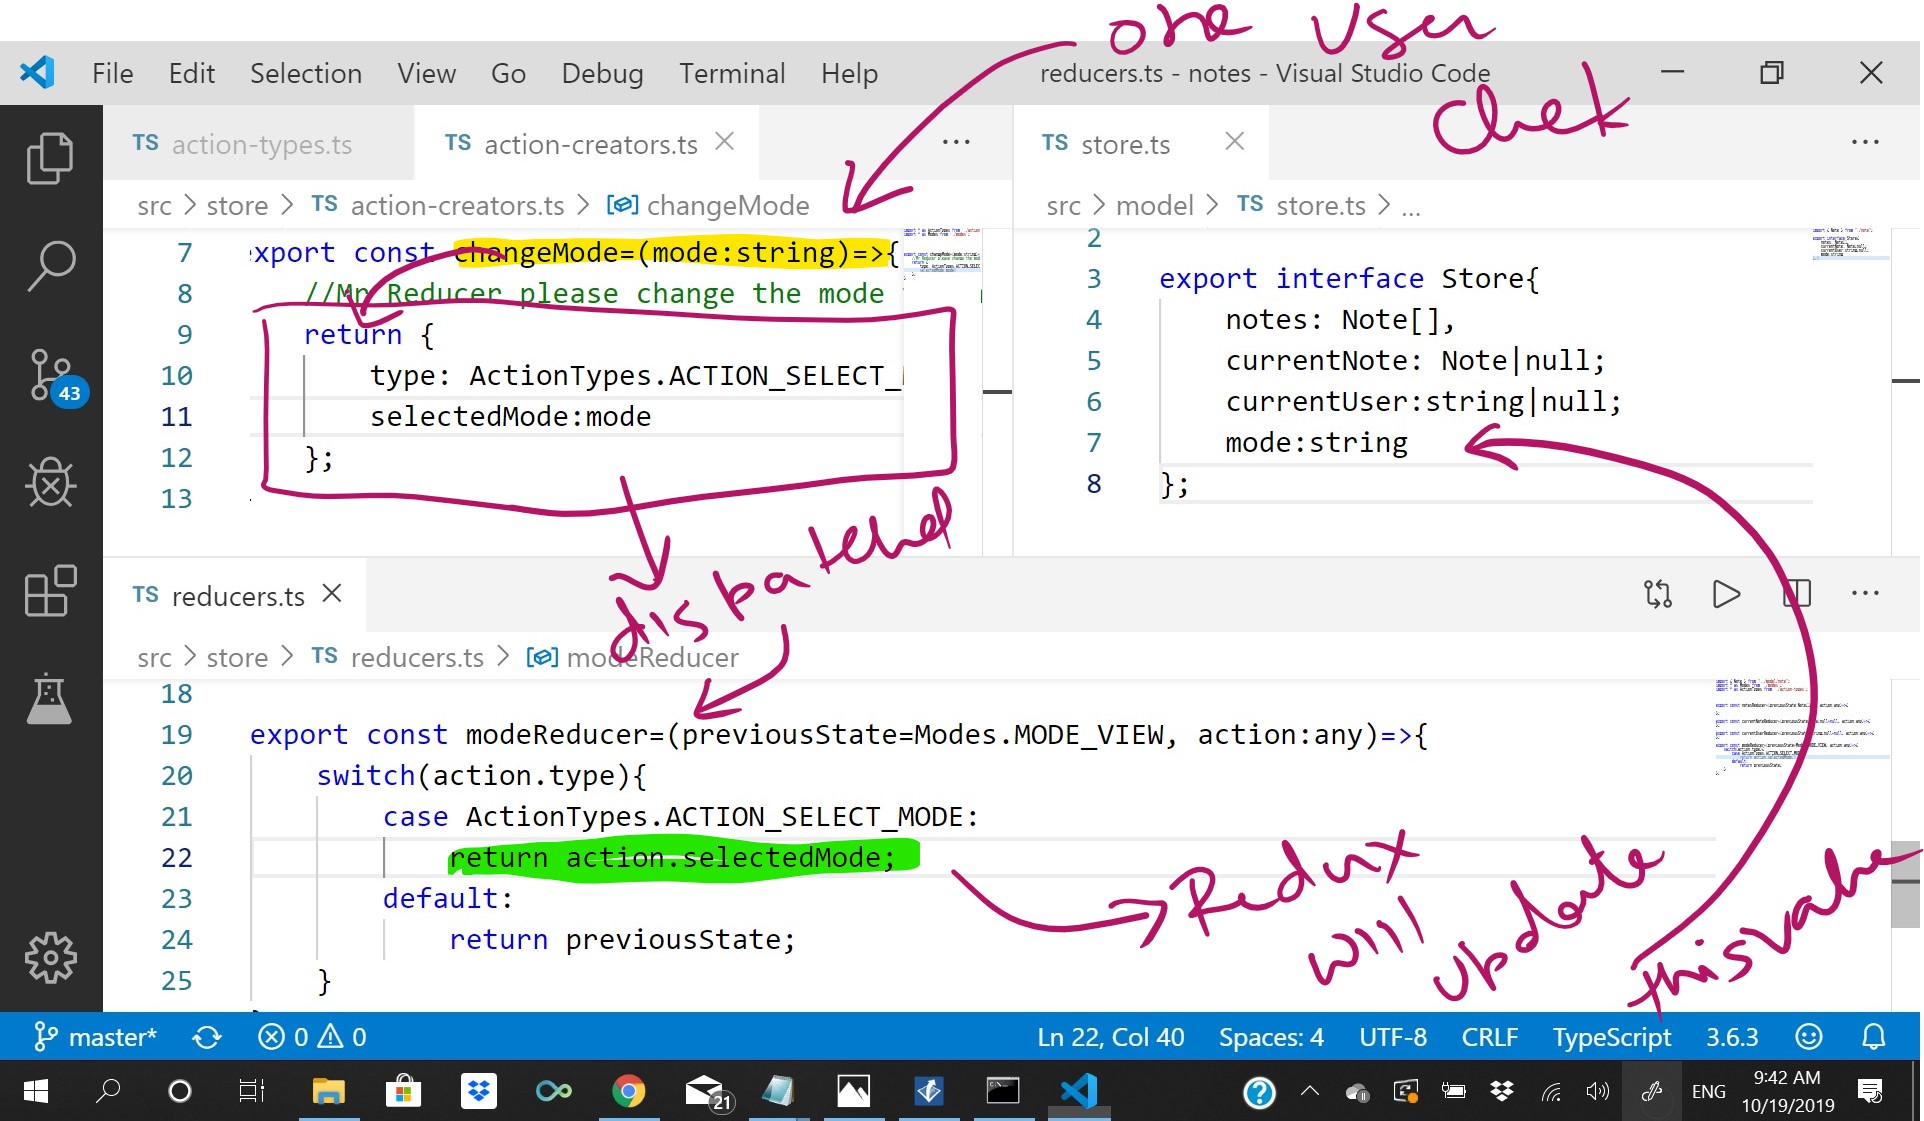 one User
File Edit Selection View Go Debug Terminal Help reducers.ts - notes - Visual Studio Code
TS action-types.ts TS action-creators.ts ...
src > store > TS action-creators.ts > changeMode
7 export const changeMode=(mode:string)=>{
8 //Mr Reducer please change the mode
9 return {
10 type: ActionTypes.ACTION_SELECT_
11 selectedMode:mode
12 };
13
TS store.ts ...
src > model > TS store.ts > ...
2
3 export interface Store{
4 notes: Note[],
5 currentNote: Note|null;
6 currentUser:string|null;
7 mode:string
8 };
dispatched
TS reducers.ts ...
src > store > TS reducers.ts > modeReducer
18
19 export const modeReducer=(previousState=Modes.MODE_VIEW, action:any)=>{
20 switch(action.type){
21 case ActionTypes.ACTION_SELECT_MODE:
22 return action.selectedMode;
23 default:
24 return previousState;
25 }
Redux
will
update
this value
43
master* 0 0 Ln 22, Col 40 Spaces: 4 UTF-8 CRLF TypeScript 3.6.3
21 ENG 9:42 AM
10/19/2019